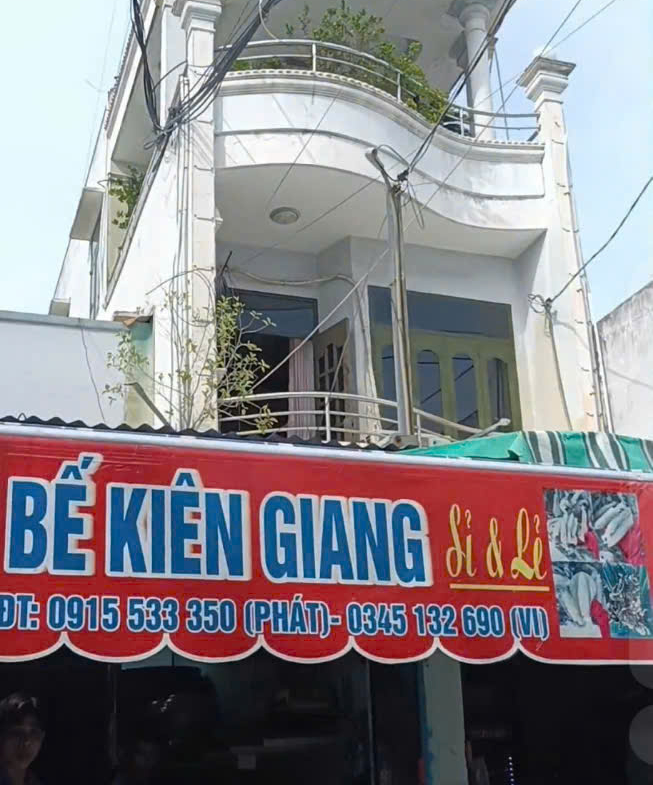 BẾ KIÊN GIANG Sỉ & Lẻ
ĐT: 0915 533 350 (PHÁT)- 0345 132 690 (VI)